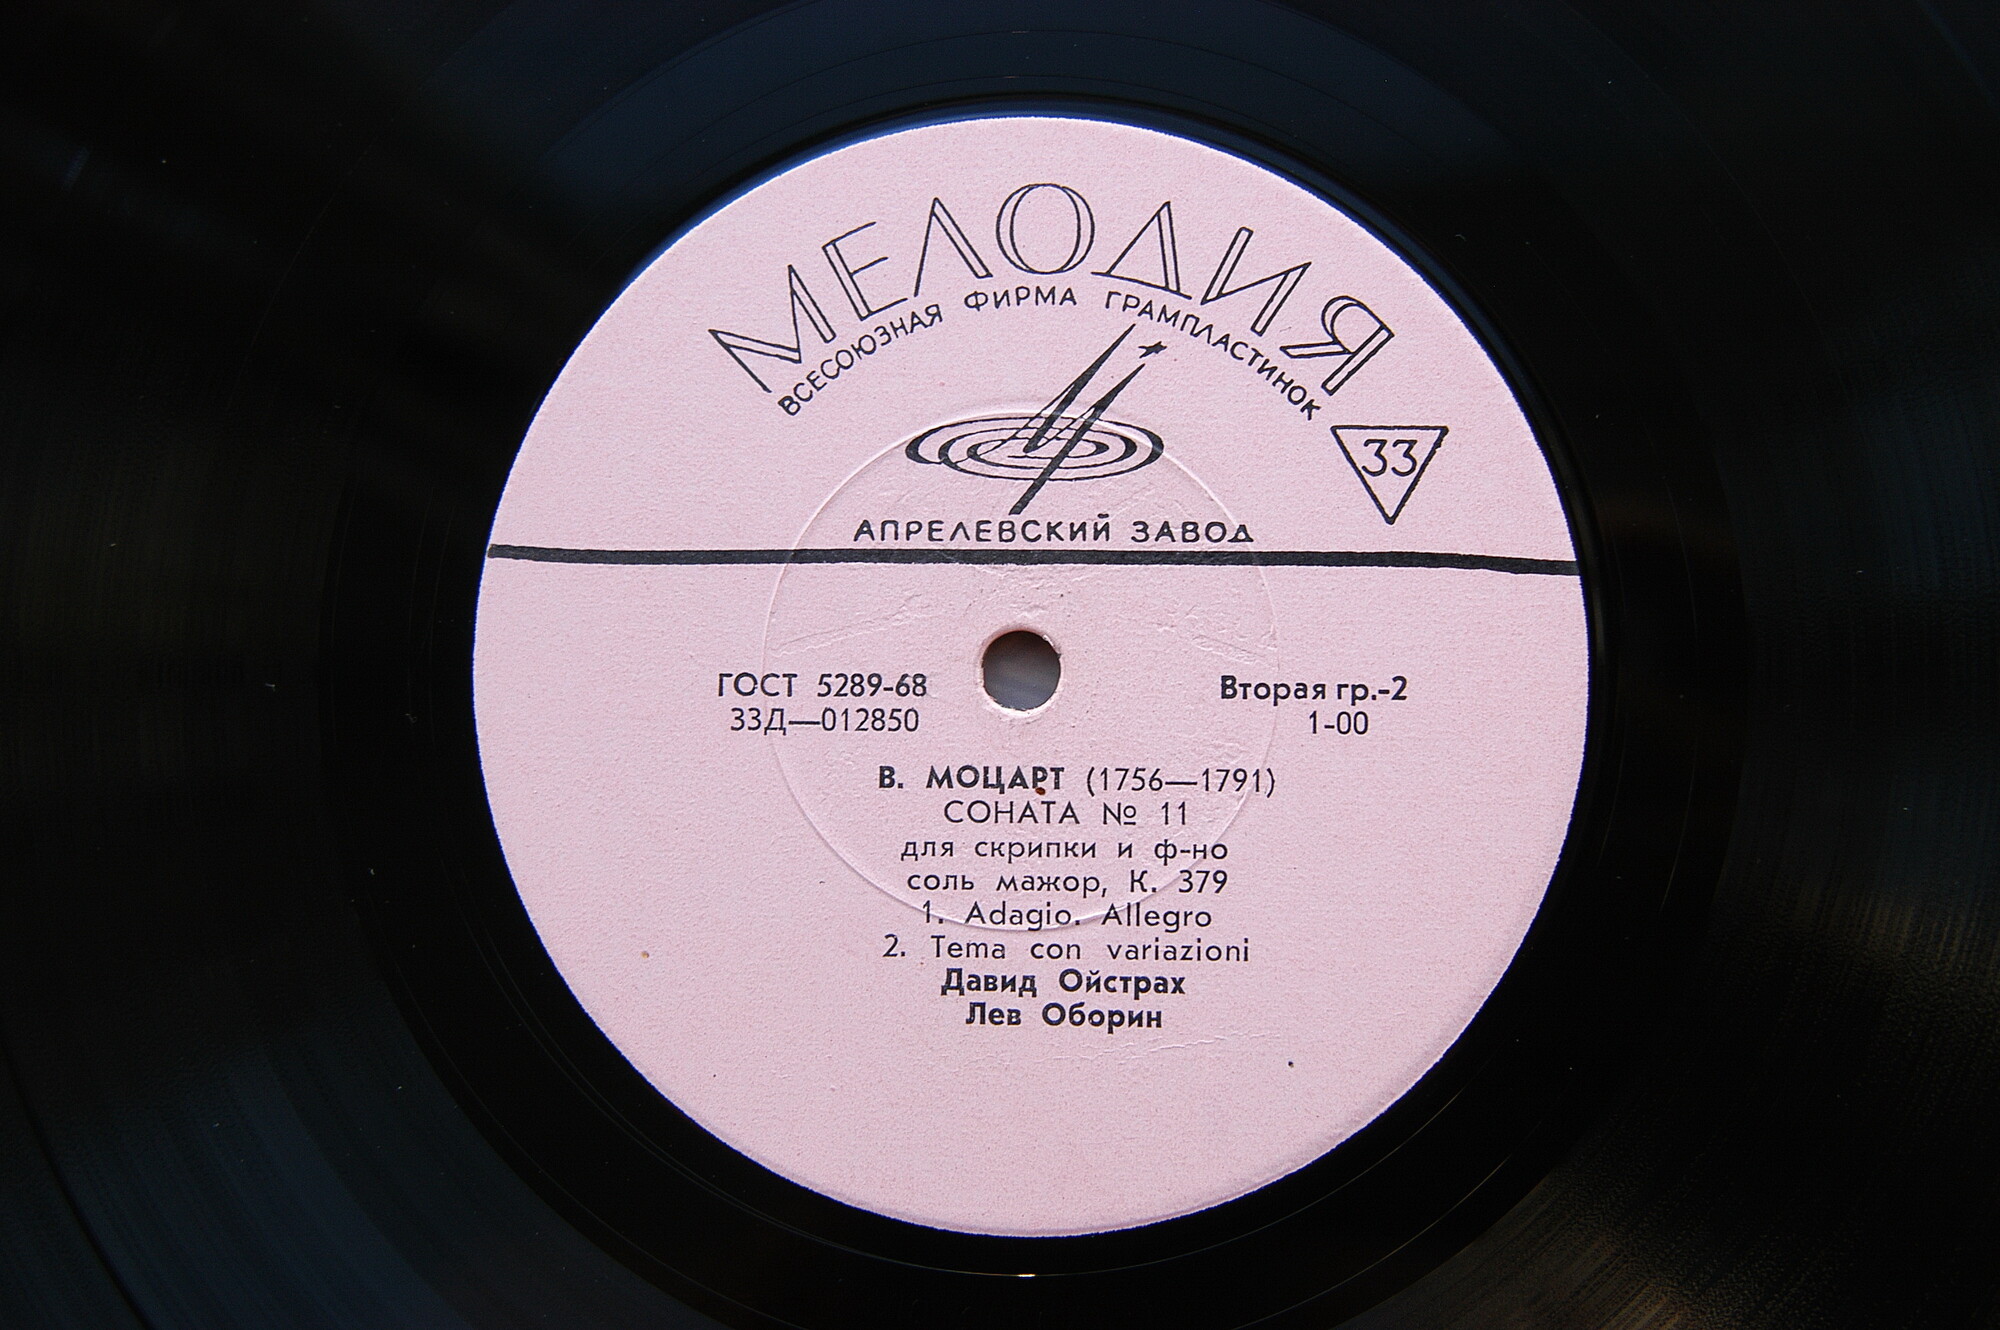 МЕЛОДИЯ
ВСЕСОЮЗНАЯ ФИРМА ГРАМПЛАСТИНОК
33
АПРЕЛЕВСКИЙ ЗАВОД
ГОСТ 5289-68
33Д—012850
Вторая гр.-2
1-00
В. МОЦАРТ (1756—1791)
СОНАТА № 11
для скрипки и ф-но
соль мажор, К. 379
1. Adagio. Allegro
2. Tema con variazioni
Давид Ойстрах
Лев Оборин